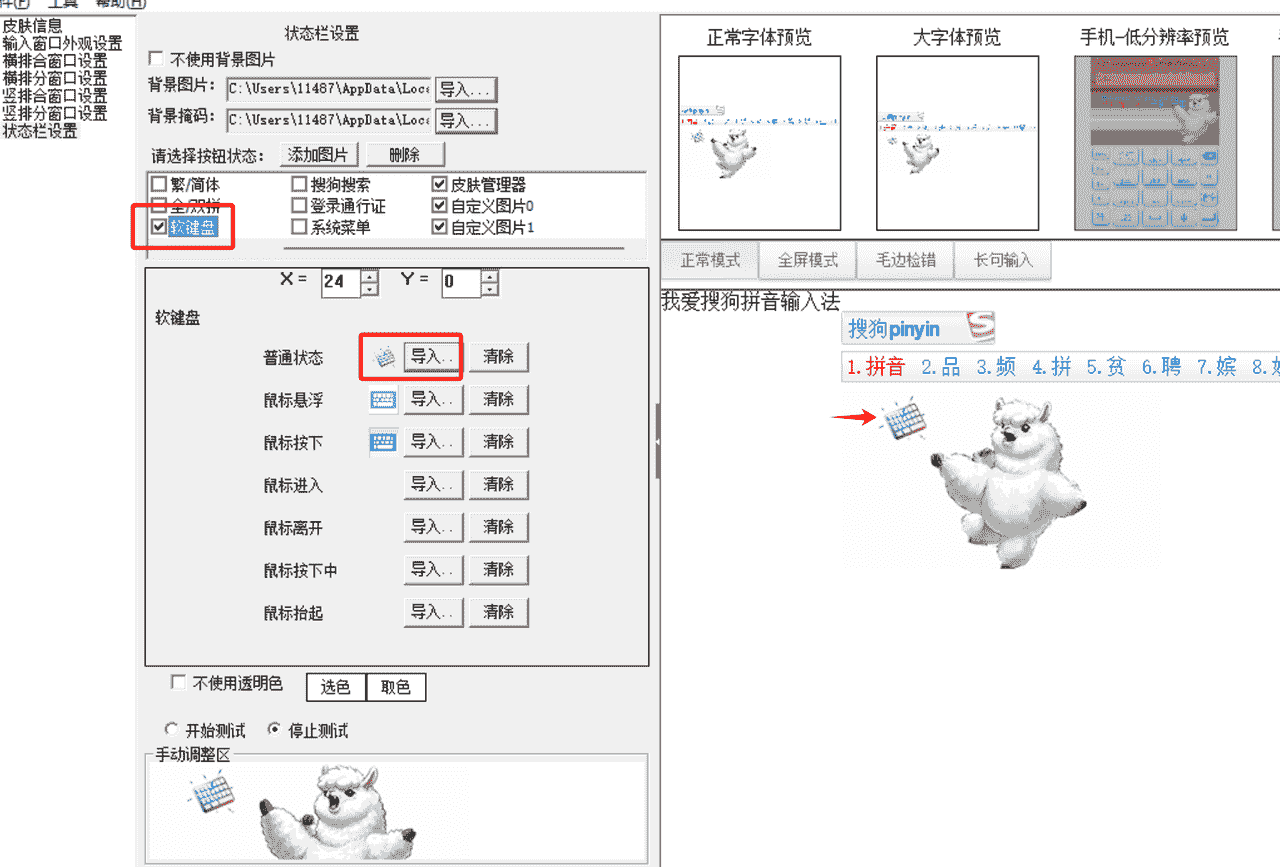 件(F) 工具 帮助(H)
皮肤信息
输入窗口外观设置
横排合窗口设置
横排分窗口设置
竖排合窗口设置
竖排分窗口设置
状态栏设置
状态栏设置
不使用背景图片
背景图片： C:\Users\11487\AppData\Loc 导入...
背景掩码： C:\Users\11487\AppData\Loc 导入...
请选择按钮状态： 添加图片 删除
繁/简体 搜狗搜索 皮肤管理器
全/双拼 登录通行证 自定义图片0
软键盘 系统菜单 自定义图片1
X = 24 Y = 0
软键盘
普通状态 导入.. 清除
鼠标悬浮 导入.. 清除
鼠标按下 导入.. 清除
鼠标进入 导入.. 清除
鼠标离开 导入.. 清除
鼠标按下中 导入.. 清除
鼠标抬起 导入.. 清除
不使用透明色 选色 取色
开始测试 停止测试
手动调整区
正常字体预览 大字体预览 手机-低分辨率预览
正常模式 全屏模式 毛边检错 长句输入
我爱搜狗拼音输入法
搜狗pinyin S
1.拼音 2.品 3.频 4.拼 5.贫 6.聘 7.嫔 8.